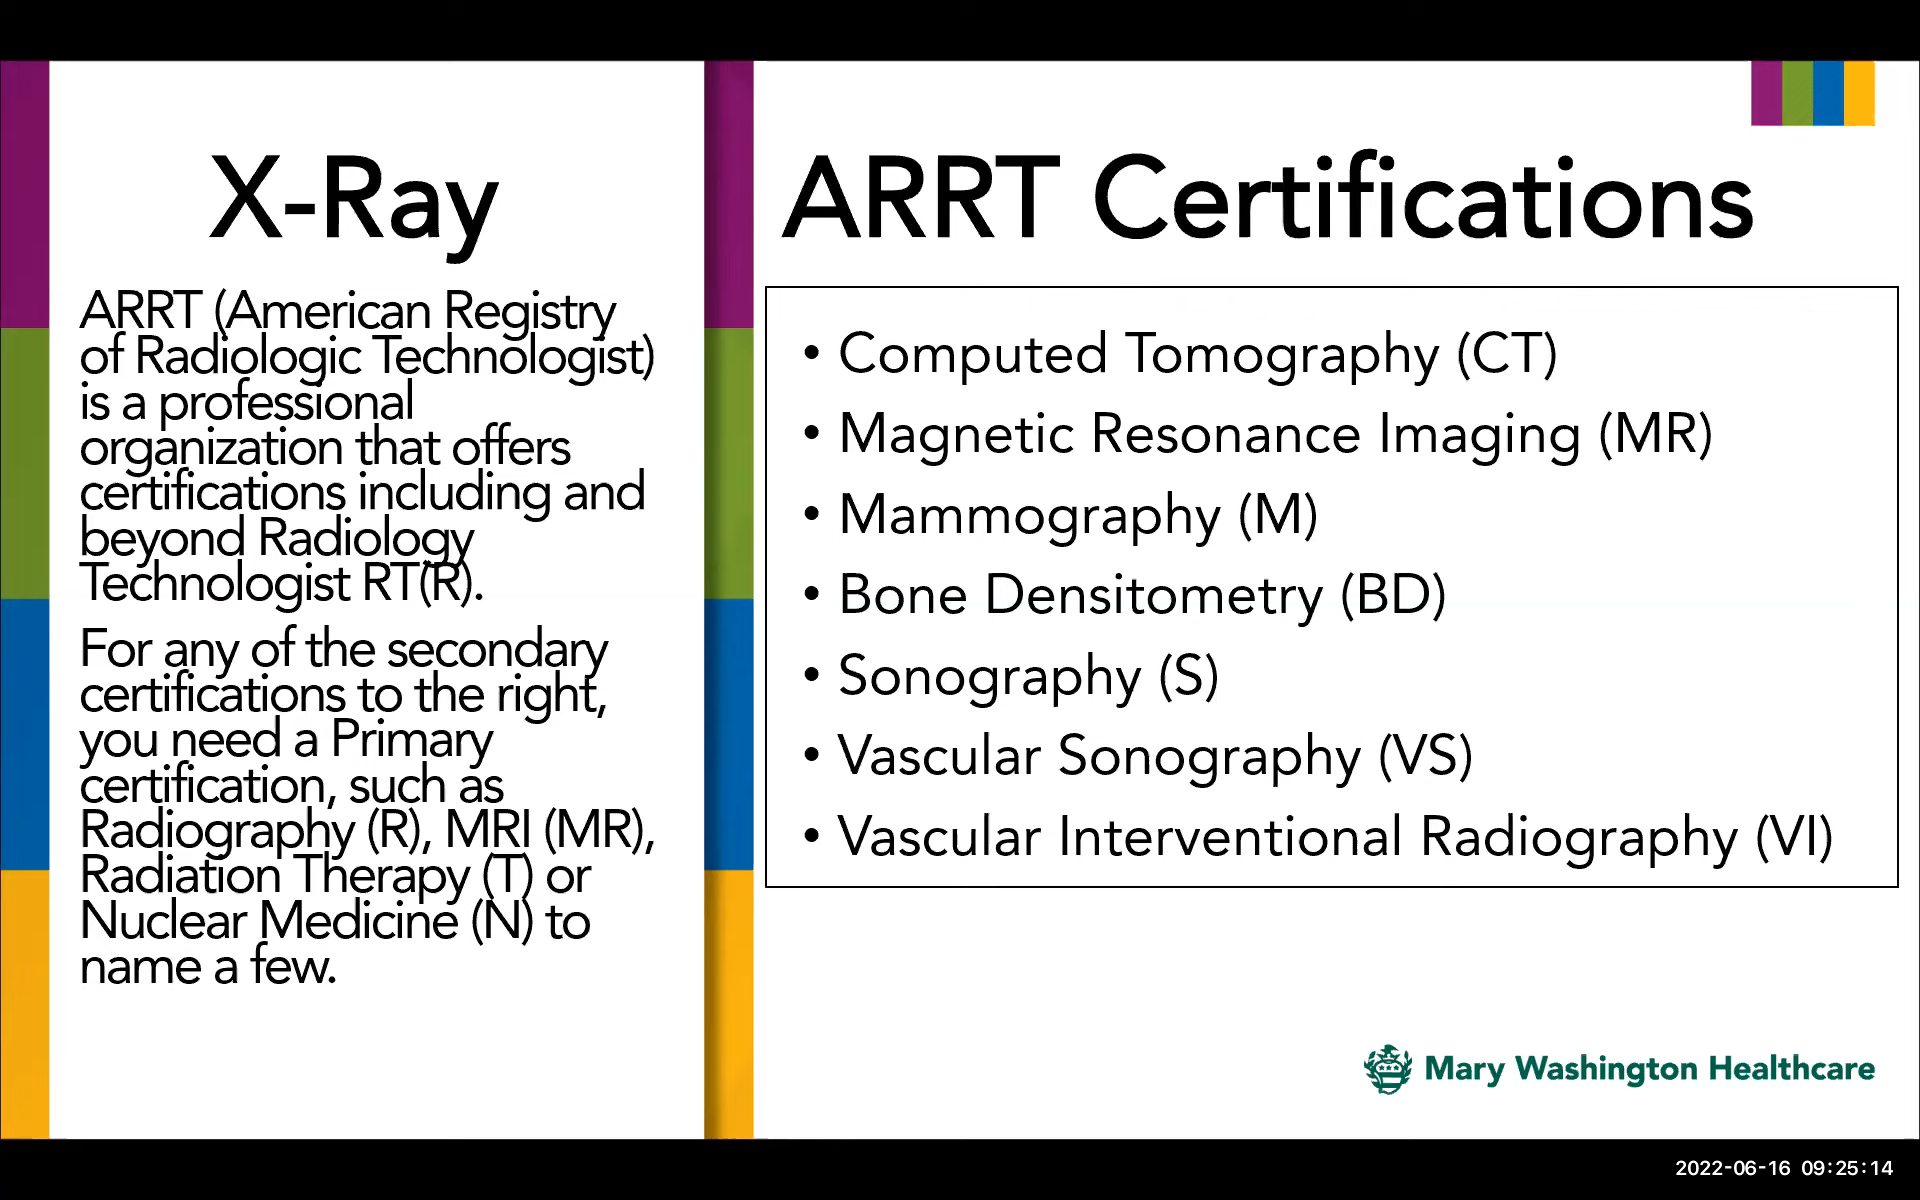 X-Ray
ARRT (American Registry
of Radiologic Technologist)
is a professional
organization that offers
certifications including and
beyond Radiology
Technologist RT(R).
For any of the secondary
certifications to the right,
you need a Primary
certification, such as
Radiography (R), MRI (MR),
Radiation Therapy (T) or
Nuclear Medicine (N) to
name a few.
ARRT Certifications
• Computed Tomography (CT)
• Magnetic Resonance Imaging (MR)
• Mammography (M)
• Bone Densitometry (BD)
• Sonography (S)
• Vascular Sonography (VS)
• Vascular Interventional Radiography (VI)
Mary Washington Healthcare
2022-06-16 09:25:14